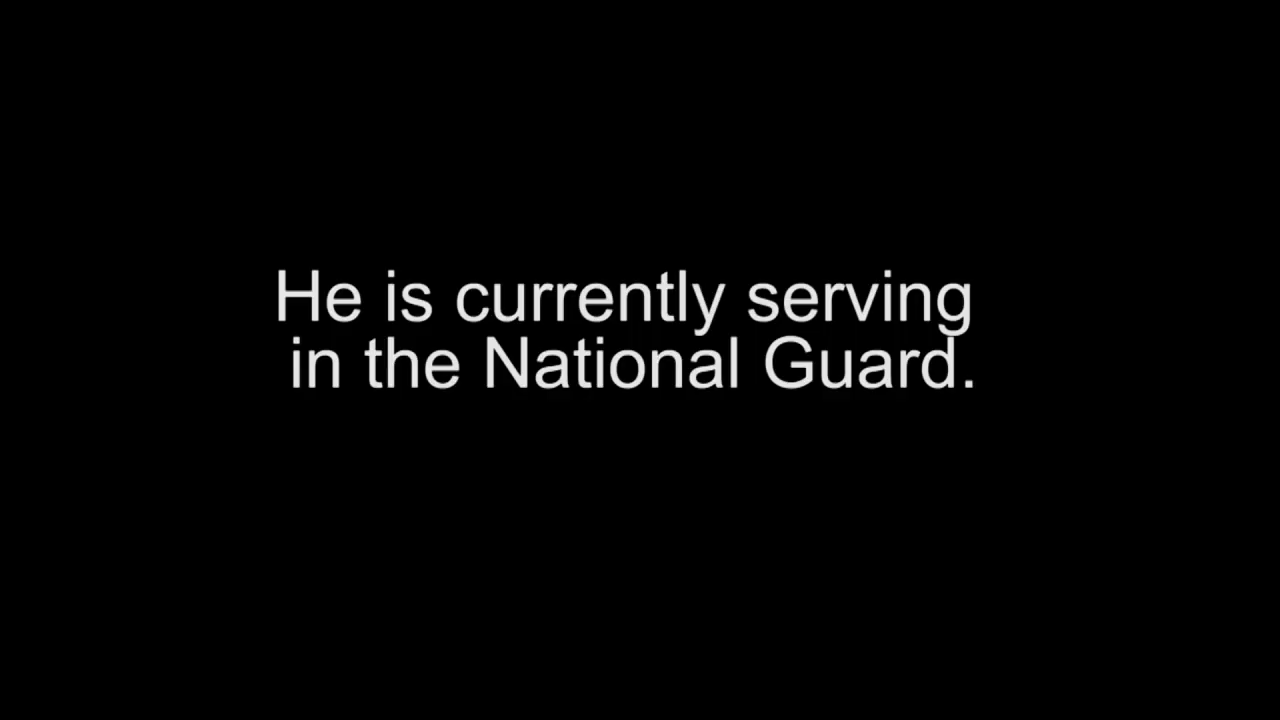 He is currently serving
in the National Guard.